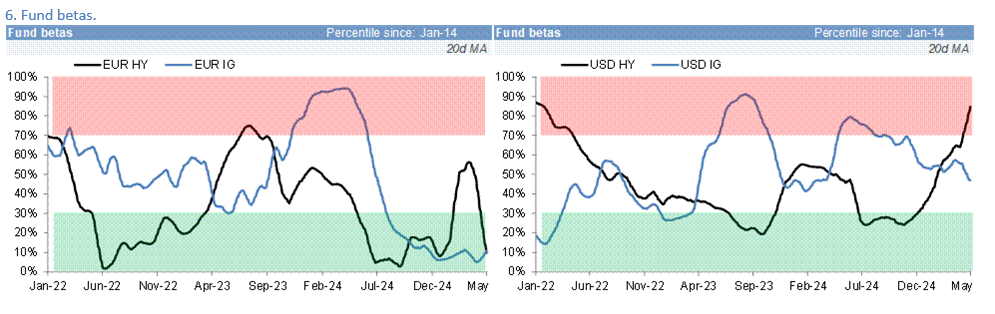 6. Fund betas.
Fund betas Percentile since: Jan-14
20d MA
EUR HY EUR IG
100%
90%
80%
70%
60%
50%
40%
30%
20%
10%
0%
Jan-22 Jun-22 Nov-22 Apr-23 Sep-23 Feb-24 Jul-24 Dec-24 May
Fund betas Percentile since: Jan-14
20d MA
USD HY USD IG
100%
90%
80%
70%
60%
50%
40%
30%
20%
10%
0%
Jan-22 Jun-22 Nov-22 Apr-23 Sep-23 Feb-24 Jul-24 Dec-24 May